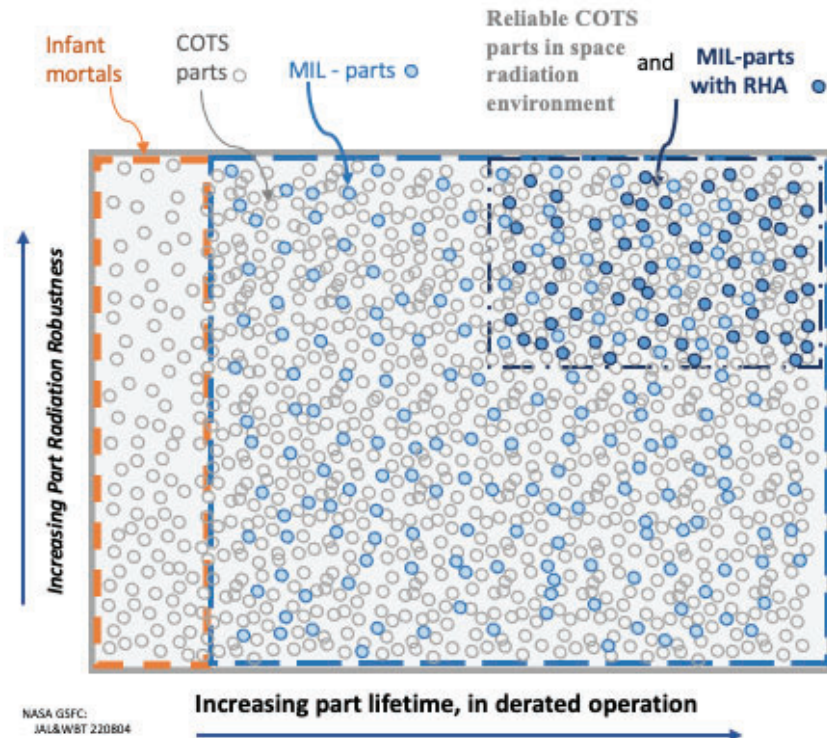 Infant
mortals
COTS
parts
MIL - parts
Reliable COTS
parts in space
radiation
environment
and
MIL-parts
with RHA
Increasing Part Radiation Robustness
Increasing part lifetime, in derated operation
NASA GSFC:
JAL&WBT 220804